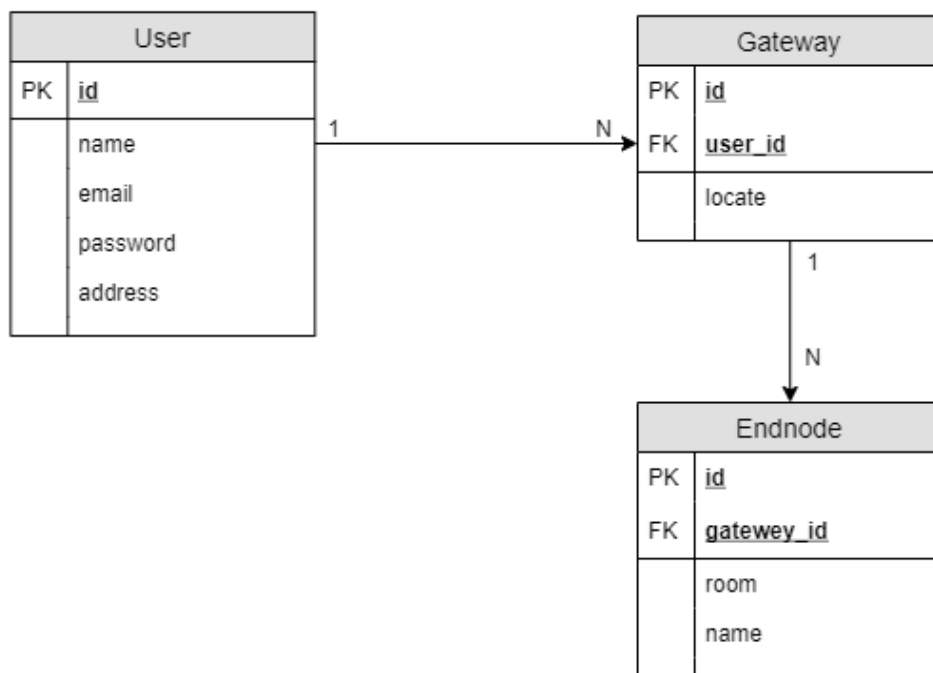 User
PK id
name
email
password
address
1 N
Gateway
PK id
FK user_id
locate
1
N
Endnode
PK id
FK gatewey_id
room
name